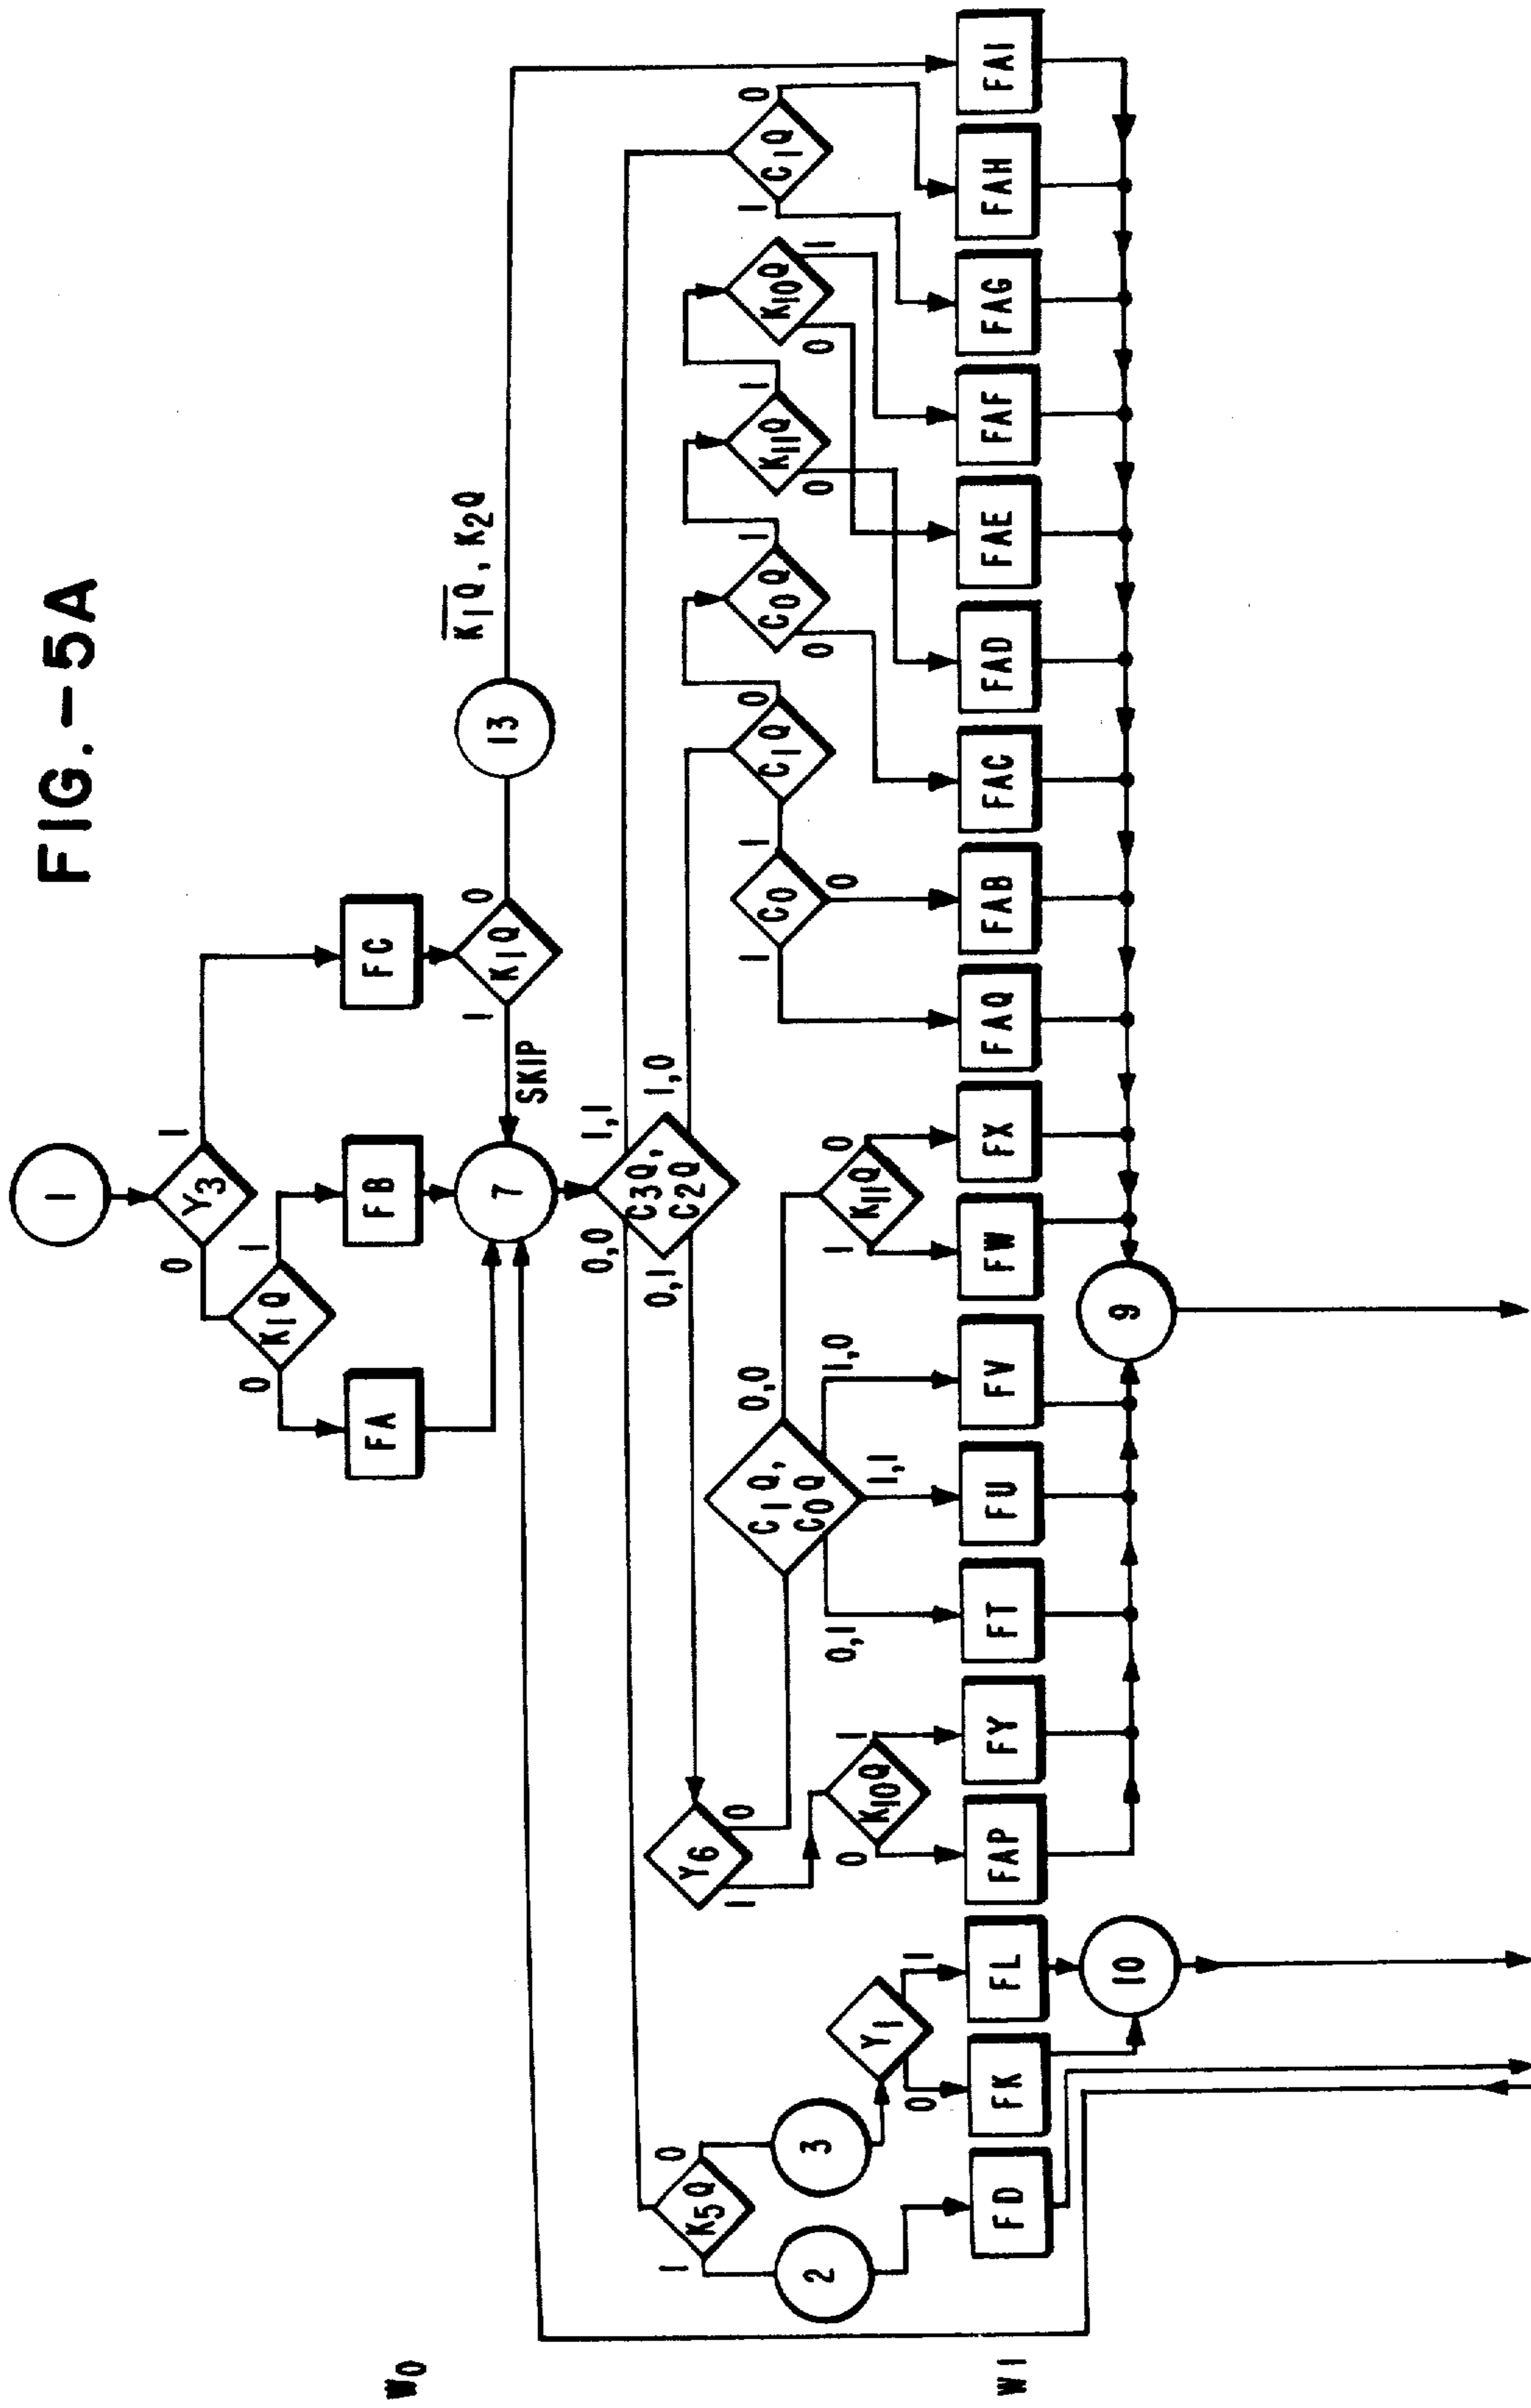 FIG.-5A
1
Y3
0
1
K1Q
0
1
FA
FB
FC
K1Q
1
0
SKIP
7
13
K̅1̅Q̅, K2Q
W0
C3Q,
C2Q
0,0
0,1
1,1
1,0
K5Q
1
0
2
3
Y1
0
1
Y6
1
0
K10Q
0
1
C1Q,
C0Q
0,1
1,1
1,0
0,0
K11Q
1
0
C1Q
1
0
C0
1
0
C0Q
0
1
K11Q
0
1
K10Q
0
1
C1Q
1
0
W1
FD
FK
FL
FAP
FY
FT
FU
FV
FW
FX
FAQ
FAB
FAC
FAD
FAE
FAF
FAG
FAH
FAI
10
9